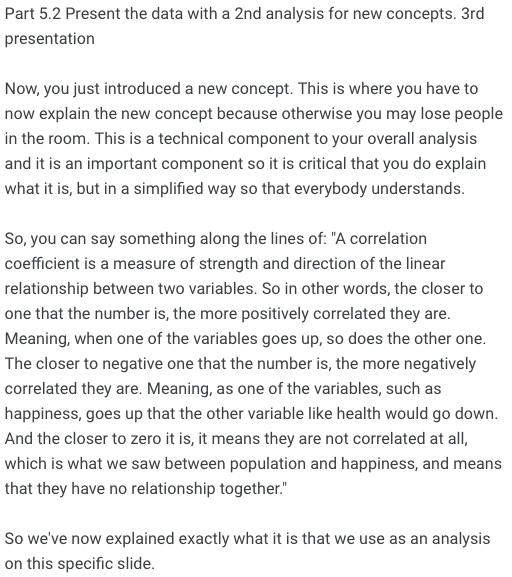 Part 5.2 Present the data with a 2nd analysis for new concepts. 3rd
presentation
Now, you just introduced a new concept. This is where you have to
now explain the new concept because otherwise you may lose people
in the room. This is a technical component to your overall analysis
and it is an important component so it is critical that you do explain
what it is, but in a simplified way so that everybody understands.
So, you can say something along the lines of: "A correlation
coefficient is a measure of strength and direction of the linear
relationship between two variables. So in other words, the closer to
one that the number is, the more positively correlated they are.
Meaning, when one of the variables goes up, so does the other one.
The closer to negative one that the number is, the more negatively
correlated they are. Meaning, as one of the variables, such as
happiness, goes up that the other variable like health would go down.
And the closer to zero it is, it means they are not correlated at all,
which is what we saw between population and happiness, and means
that they have no relationship together."
So we've now explained exactly what it is that we use as an analysis
on this specific slide.